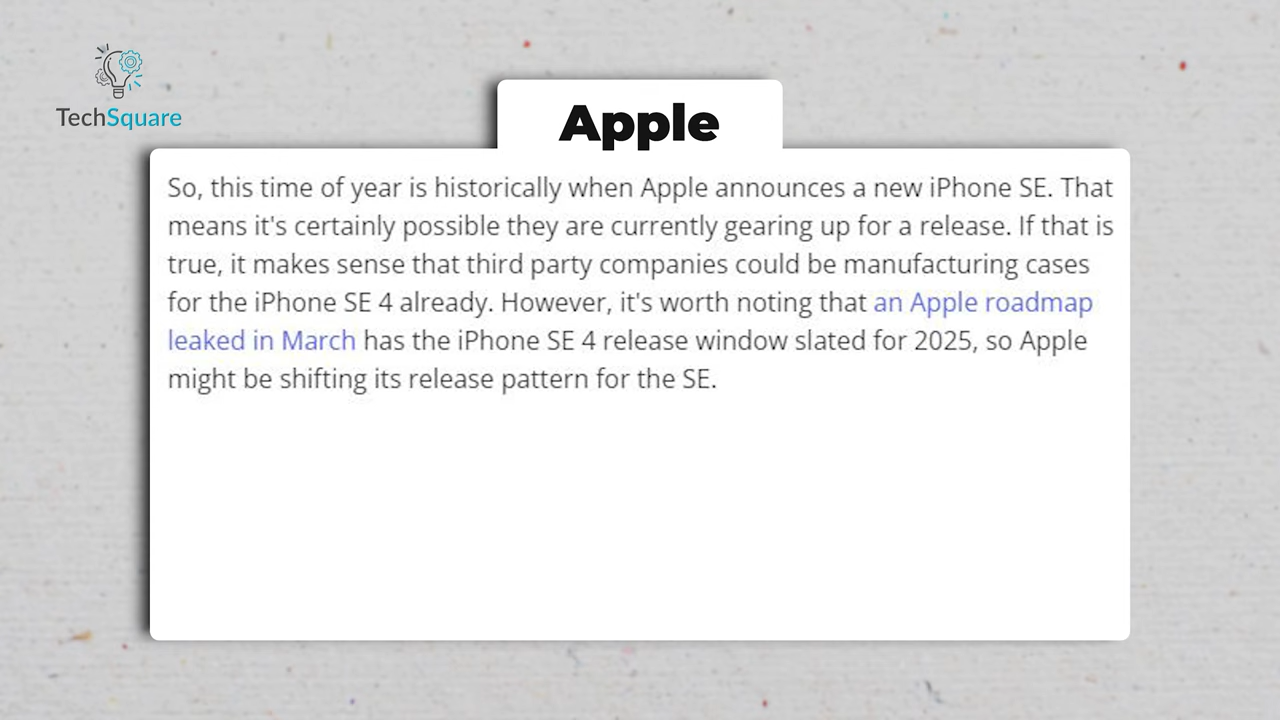 TechSquare
Apple
So, this time of year is historically when Apple announces a new iPhone SE. That
means it's certainly possible they are currently gearing up for a release. If that is
true, it makes sense that third party companies could be manufacturing cases
for the iPhone SE 4 already. However, it's worth noting that an Apple roadmap
leaked in March has the iPhone SE 4 release window slated for 2025, so Apple
might be shifting its release pattern for the SE.